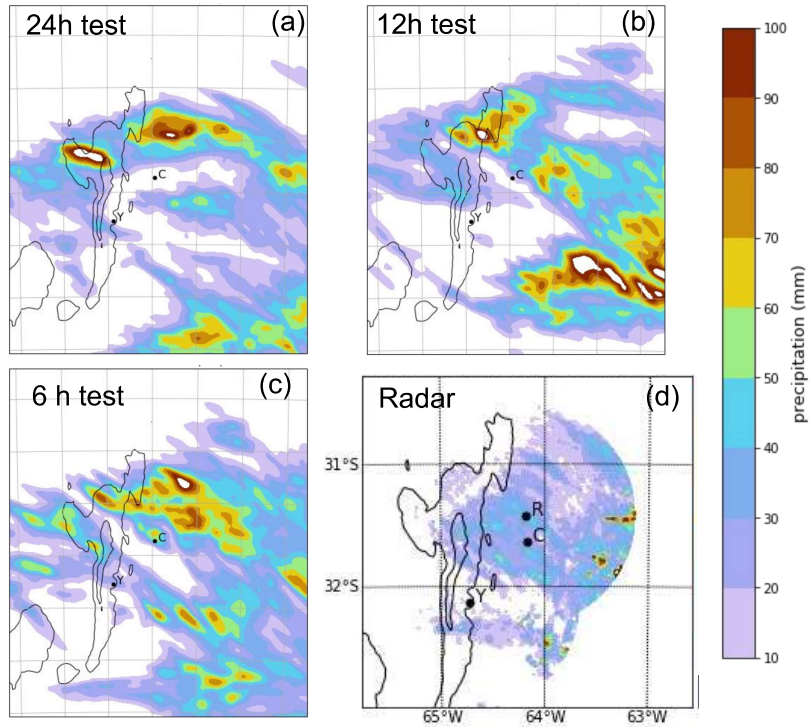 24h test (a)
12h test (b)
C
Y
C
Y
6 h test (c)
Radar (d)
C
Y
31°S
32°S
R
C
Y
65°W 64°W 63°W
100
90
80
70
60
50
40
30
20
10
precipitation (mm)